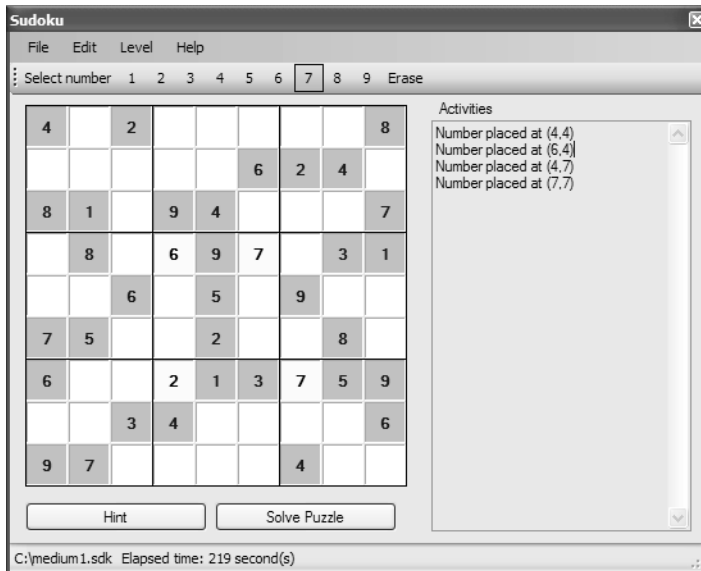 Sudoku
File Edit Level Help
Select number 1 2 3 4 5 6 7 8 9 Erase
Activities
4 2 8
6 2 4
8 1 9 4 7
8 6 9 7 3 1
6 5 9
7 5 2 8
6 2 1 3 7 5 9
3 4 6
9 7 4
Number placed at (4,4)
Number placed at (6,4)
Number placed at (4,7)
Number placed at (7,7)
Hint Solve Puzzle
C:\medium1.sdk Elapsed time: 219 second(s)